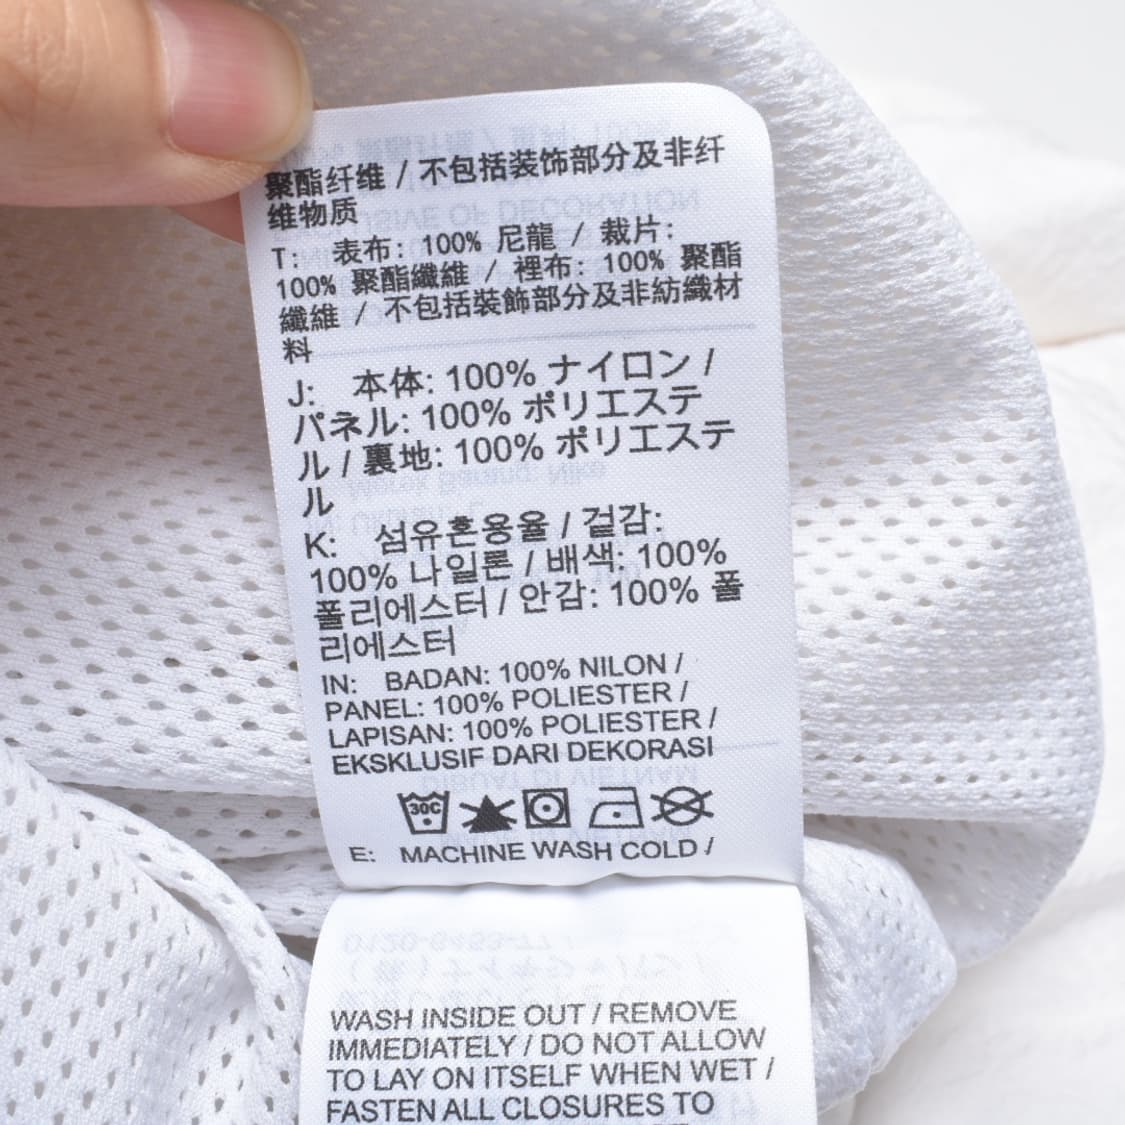 聚酯纤维 / 不包括装饰部分及非纤
维物质
T: 表布: 100% 尼龍 / 裁片:
100% 聚酯纖維 / 裡布: 100% 聚酯
纖維 / 不包括裝飾部分及非紡織材
料
J: 本体: 100% ナイロン /
パネル: 100% ポリエステ
ル / 裏地: 100% ポリエステ
ル
K: 섬유혼용율 / 겉감:
100% 나일론 / 배색: 100%
폴리에스터 / 안감: 100% 폴
리에스터
IN: BADAN: 100% NILON /
PANEL: 100% POLIESTER /
LAPISAN: 100% POLIESTER /
EKSKLUSIF DARI DEKORASI
30C
E: MACHINE WASH COLD /
WASH INSIDE OUT / REMOVE
IMMEDIATELY / DO NOT ALLOW
TO LAY ON ITSELF WHEN WET /
FASTEN ALL CLOSURES TO